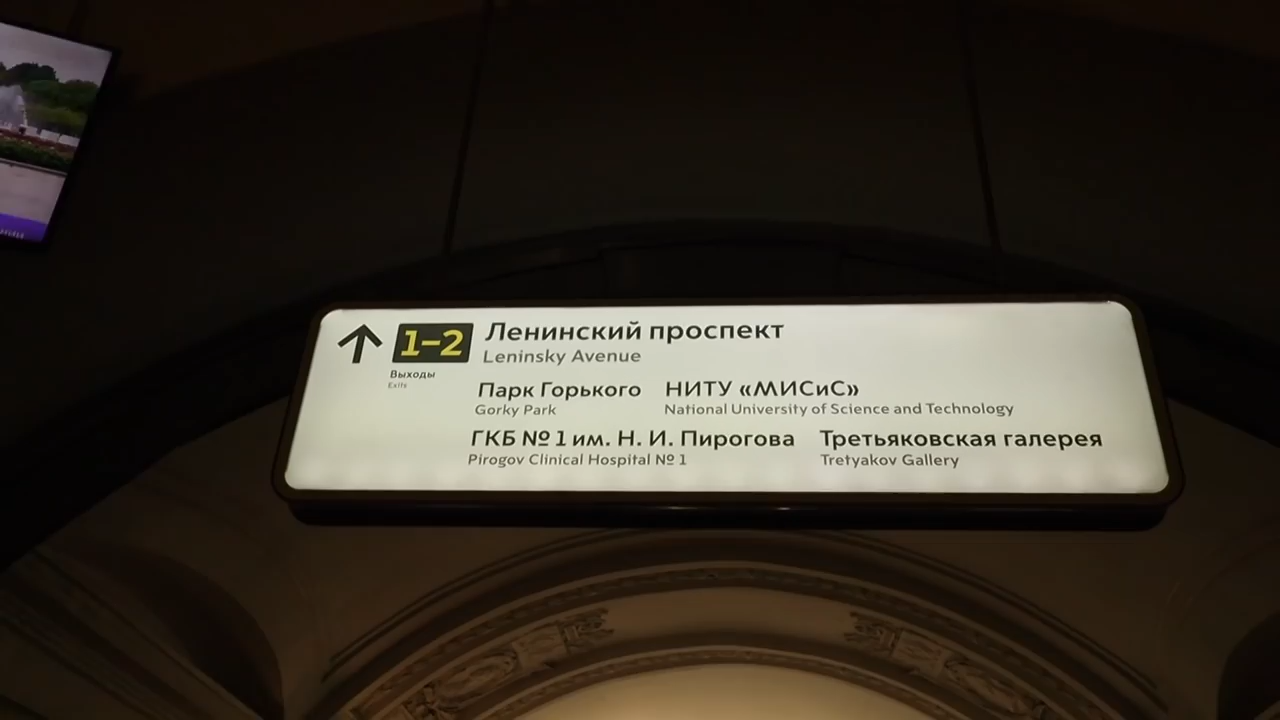 1–2 Ленинский проспект
Leninsky Avenue
Выходы
Exits
Парк Горького НИТУ «МИСиС»
Gorky Park National University of Science and Technology
ГКБ № 1 им. Н. И. Пирогова Третьяковская галерея
Pirogov Clinical Hospital № 1 Tretyakov Gallery